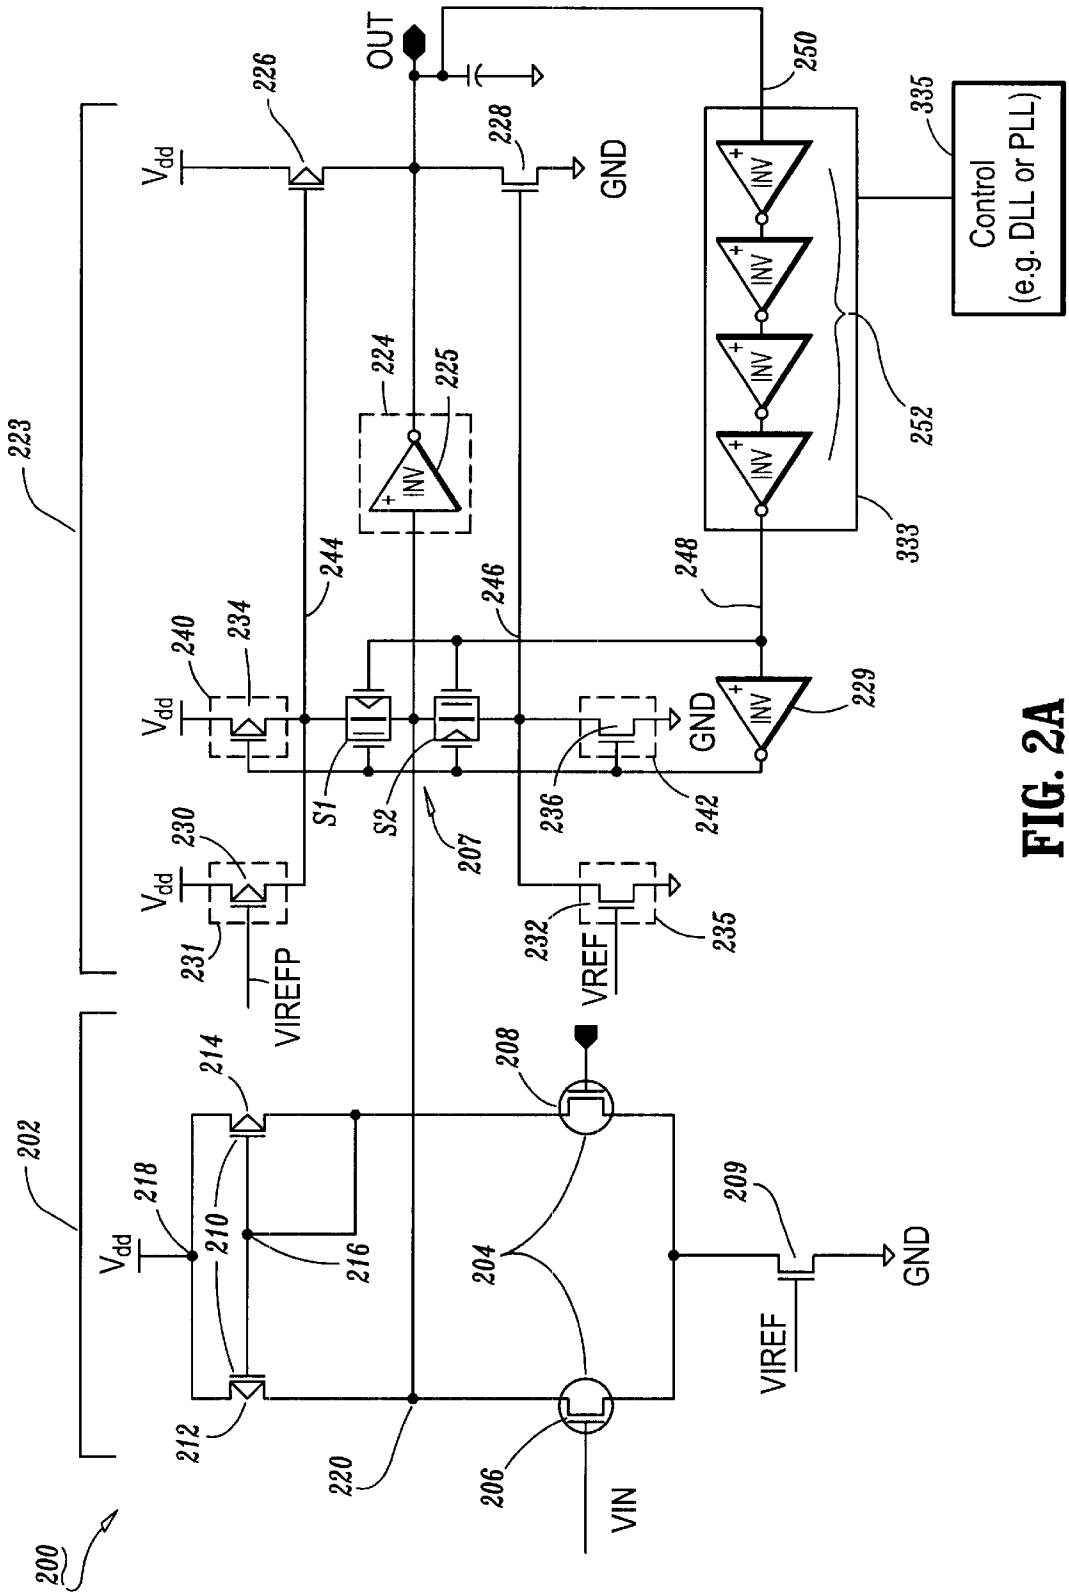 200
202
223
Vdd
218
210
212
214
216
220
204
206
208
VIN
209
VIREF
GND
Vdd
231
230
VIREFP
Vdd
240
234
244
S1
S2
207
232
VREF
235
236
242
GND
246
224
225
INV
+
Vdd
226
OUT
228
GND
248
229
INV
+
INV
+
INV
+
INV
+
INV
+
250
252
333
335
Control
(e.g. DLL or PLL)
FIG. 2A